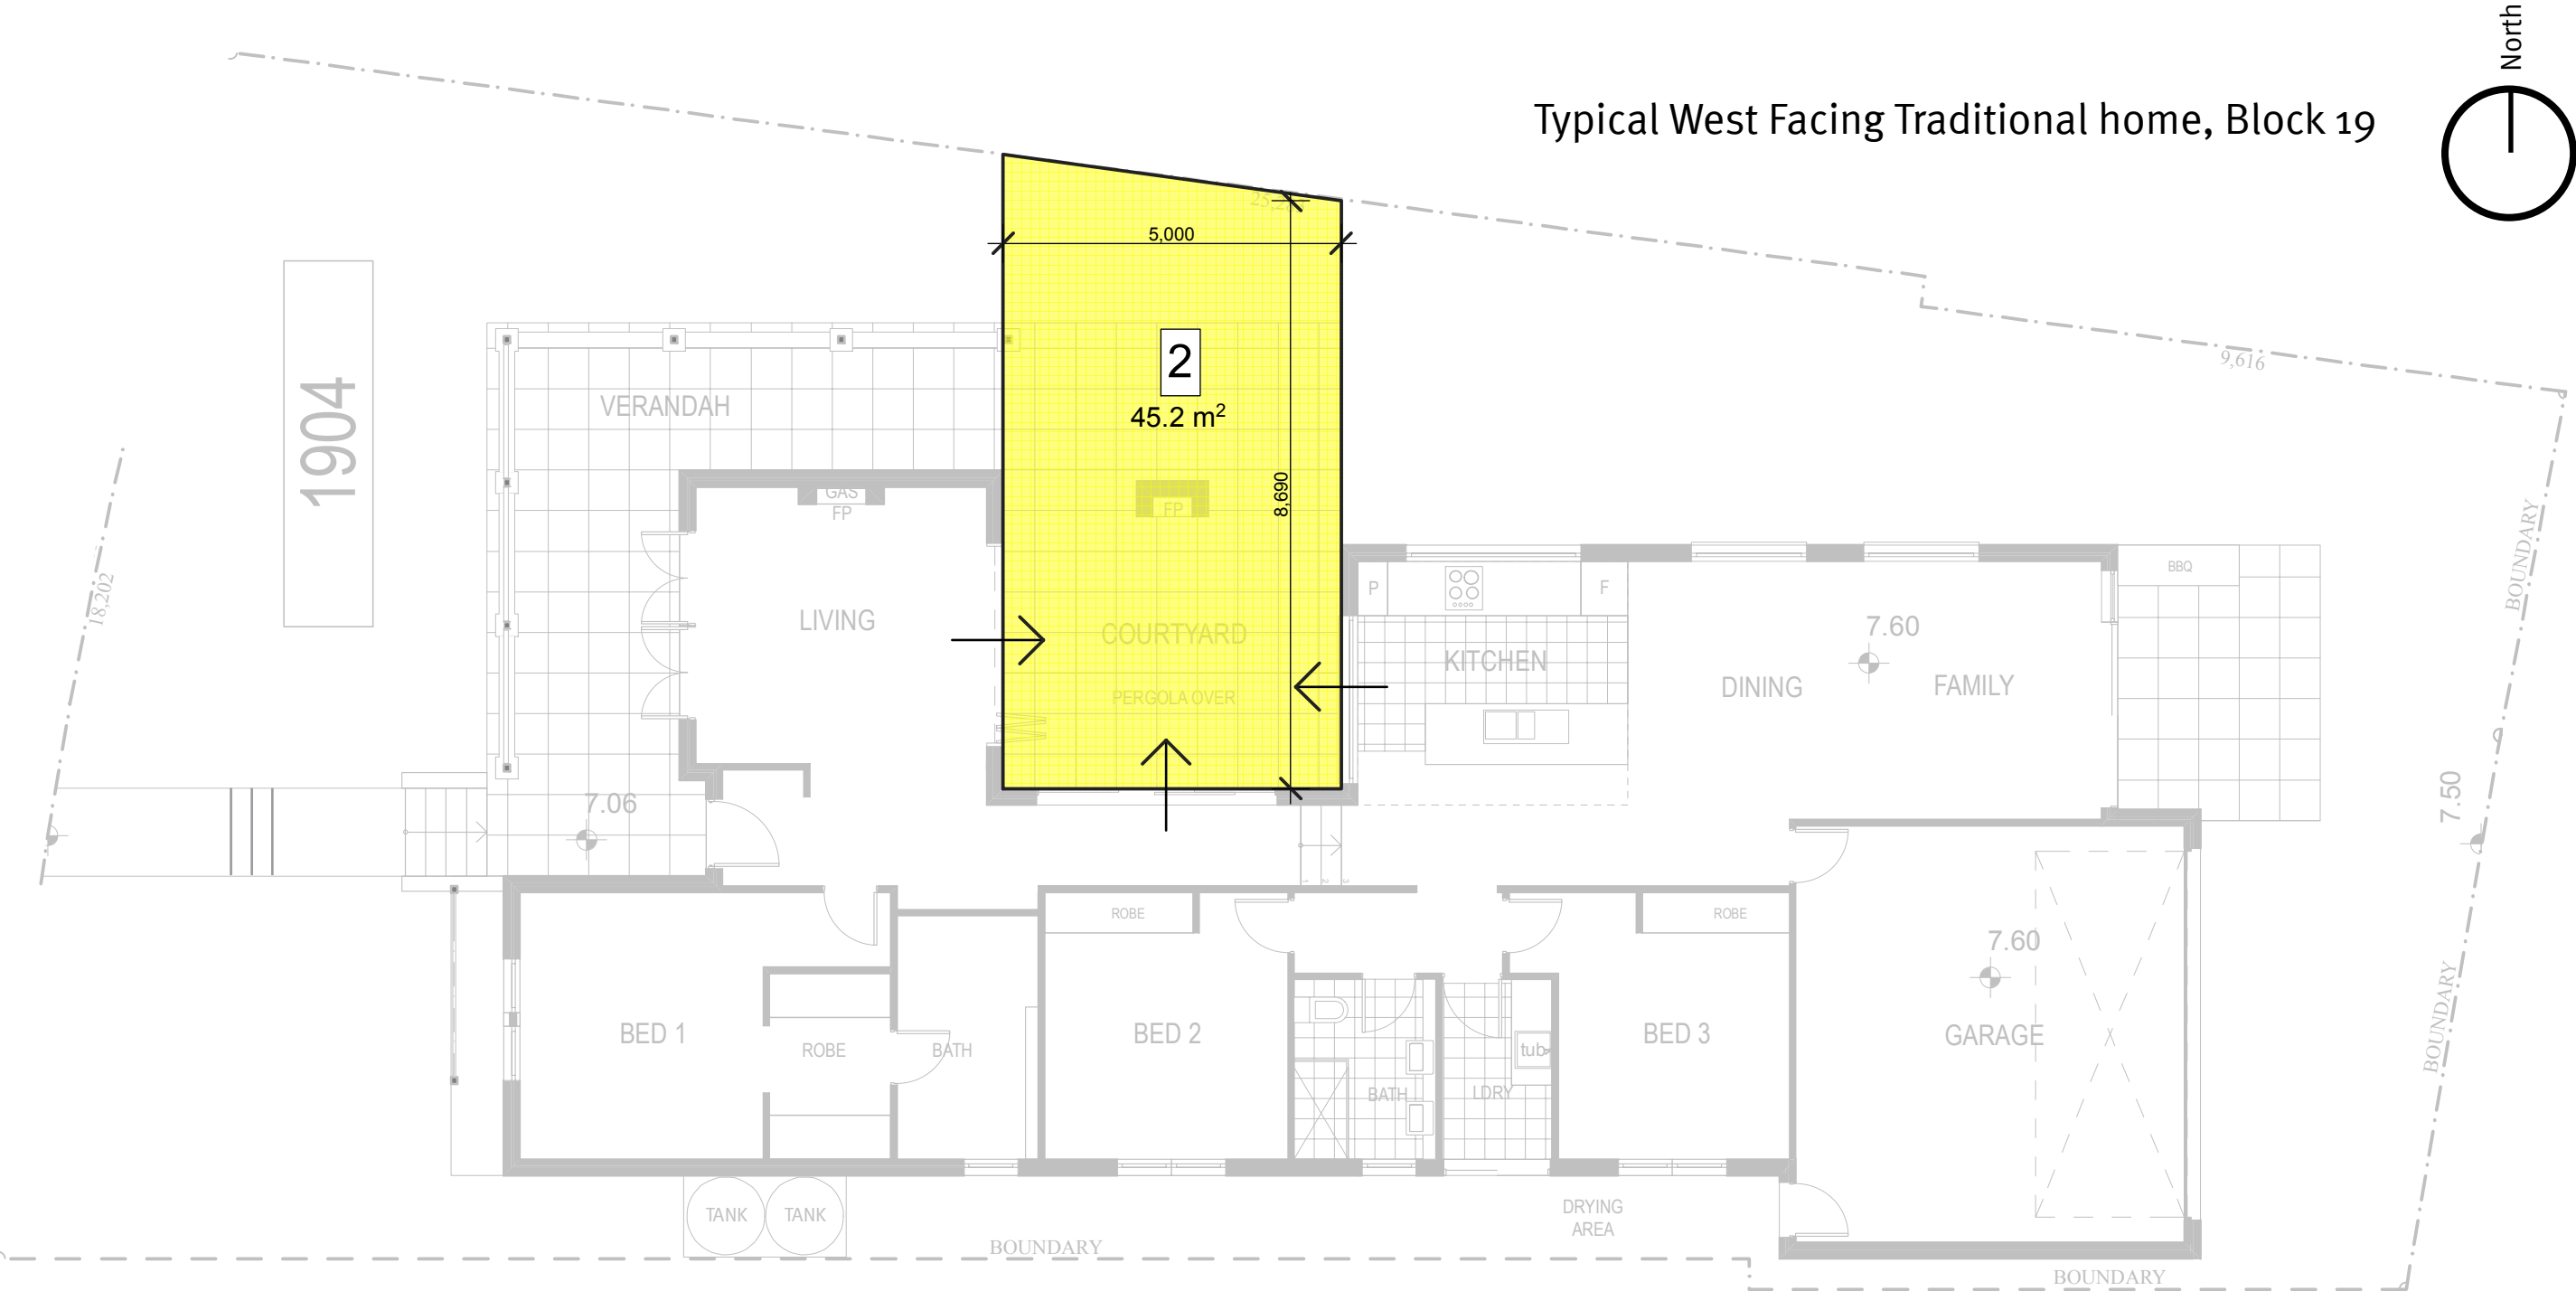 North
Typical West Facing Traditional home, Block 19
5,000
2
45.2 m²
8,690
9,616
1904
VERANDAH
GAS
FP
FP
18,202
LIVING
COURTYARD
PERGOLA OVER
P
F
KITCHEN
DINING
7.60
FAMILY
BBQ
BOUNDARY
7.06
7.50
1
2
3
ROBE
ROBE
7.60
BED 1
ROBE
BATH
BED 2
BATH
LDRY
tub
BED 3
GARAGE
BOUNDARY
TANK
TANK
DRYING
AREA
BOUNDARY
BOUNDARY